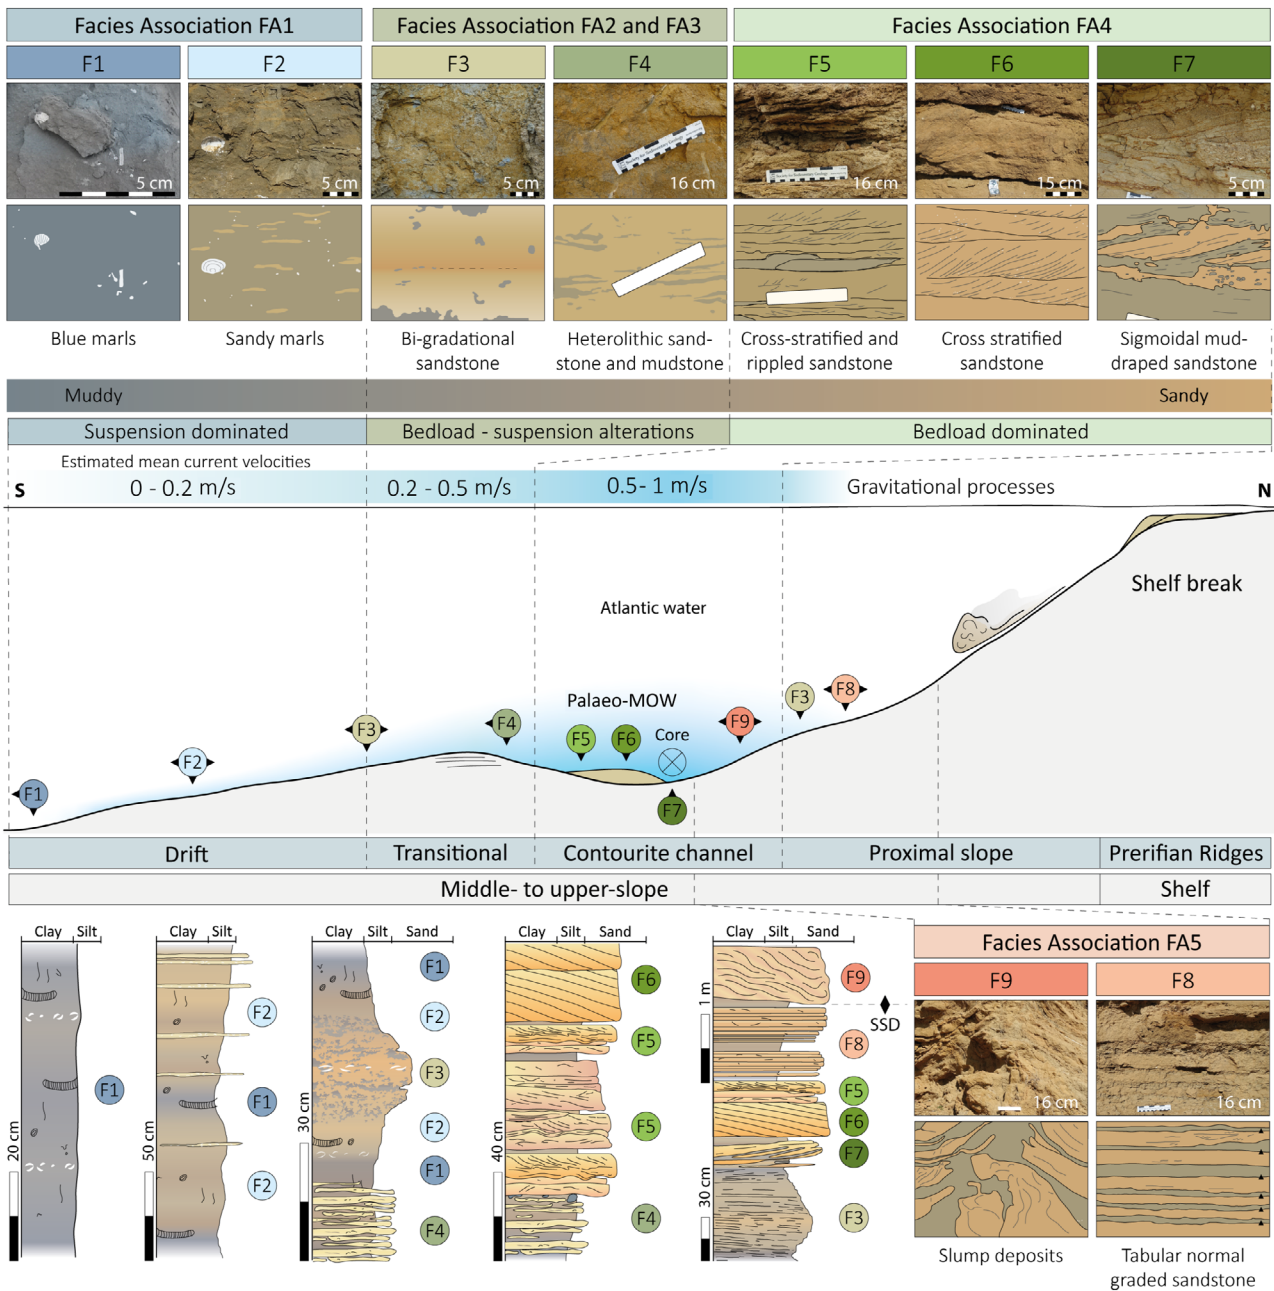 Facies Association FA1
Facies Association FA2 and FA3
Facies Association FA4
F1
F2
F3
F4
F5
F6
F7
5 cm
5 cm
5 cm
16 cm
16 cm
15 cm
5 cm
Blue marls
Sandy marls
Bi-gradational
sandstone
Heterolithic sand-
stone and mudstone
Cross-stratified and
rippled sandstone
Cross stratified
sandstone
Sigmoidal mud-
draped sandstone
Muddy
Sandy
Suspension dominated
Bedload - suspension alterations
Bedload dominated
Estimated mean current velocities
S
0 - 0.2 m/s
0.2 - 0.5 m/s
0.5- 1 m/s
Gravitational processes
N
Shelf break
Atlantic water
Palaeo-MOW
Core
F1
F2
F3
F4
F5
F6
F7
F9
F3
F8
Drift
Transitional
Contourite channel
Proximal slope
Prerifian Ridges
Middle- to upper-slope
Shelf
Clay Silt
20 cm
F1
Clay Silt
50 cm
F2
F1
F2
Clay Silt Sand
30 cm
F1
F2
F3
F2
F1
F4
Clay Silt Sand
40 cm
F6
F5
F5
F4
Clay Silt Sand
1 m
30 cm
F9
SSD
F8
F5
F6
F7
F3
Facies Association FA5
F9
F8
16 cm
16 cm
Slump deposits
Tabular normal
graded sandstone